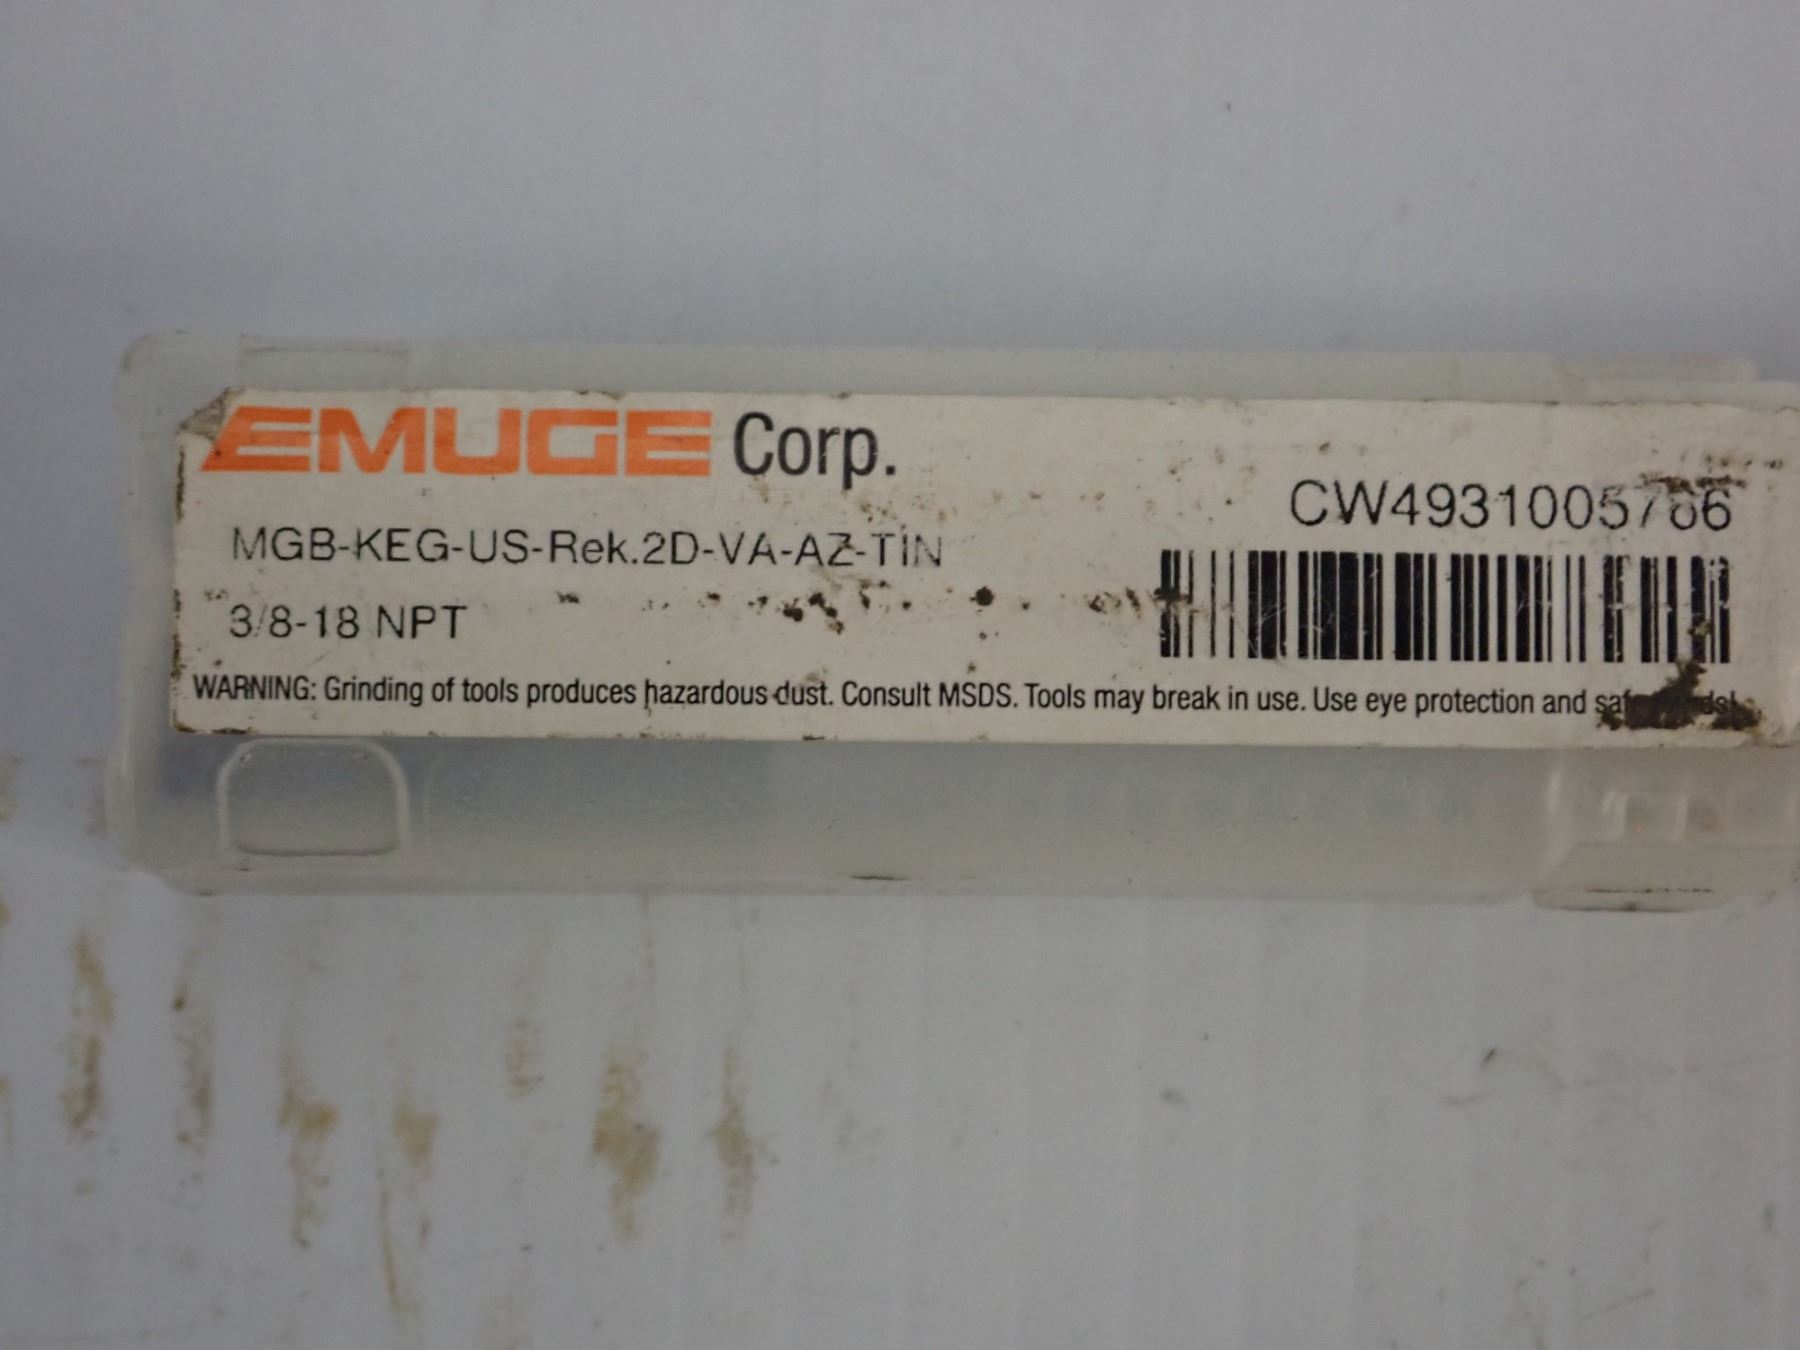 EMUGE Corp.
CW49310057
MGB-KEG-US-Rek.2D-VA-AZ-TIN
3/8-18 NPT
WARNING: Grinding of tools produces hazardous dust. Consult MSDS. Tools may break in use. Use eye protection and